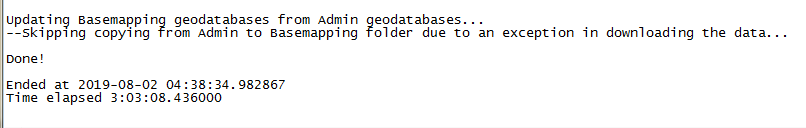 Updating Basemapping geodatabases from Admin geodatabases...
--Skipping copying from Admin to Basemapping folder due to an exception in downloading the data...
Done!
Ended at 2019-08-02 04:38:34.982867
Time elapsed 3:03:08.436000